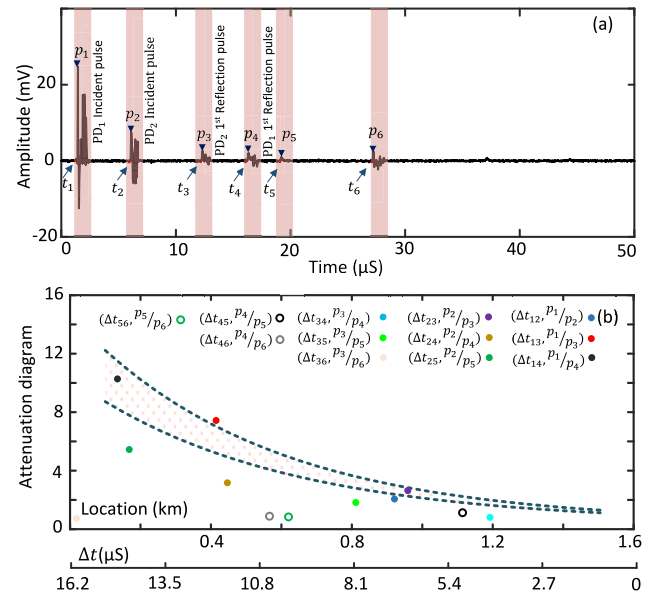 (a)
Amplitude (mV)
20
0
-20
p₁
PD₁ Incident pulse
p₂
PD₂ Incident pulse
p₃
PD₂ 1ˢᵗ Reflection pulse
p₄
PD₁ 1ˢᵗ Reflection pulse
p₅
p₆
t₁
t₂
t₃
t₄
t₅
t₆
0 10 20 30 40 50
Time (µS)
(b)
Attenuation diagram
16
12
8
4
0
(Δt₅₆, p₅/p₆) (Δt₄₅, p₄/p₅) (Δt₃₄, p₃/p₄) (Δt₂₃, p₂/p₃) (Δt₁₂, p₁/p₂)
(Δt₄₆, p₄/p₆) (Δt₃₅, p₃/p₅) (Δt₂₄, p₂/p₄) (Δt₁₃, p₁/p₃)
(Δt₃₆, p₃/p₆) (Δt₂₅, p₂/p₅) (Δt₁₄, p₁/p₄)
Location (km)
0.4 0.8 1.2 1.6
Δt(µS)
16.2 13.5 10.8 8.1 5.4 2.7 0